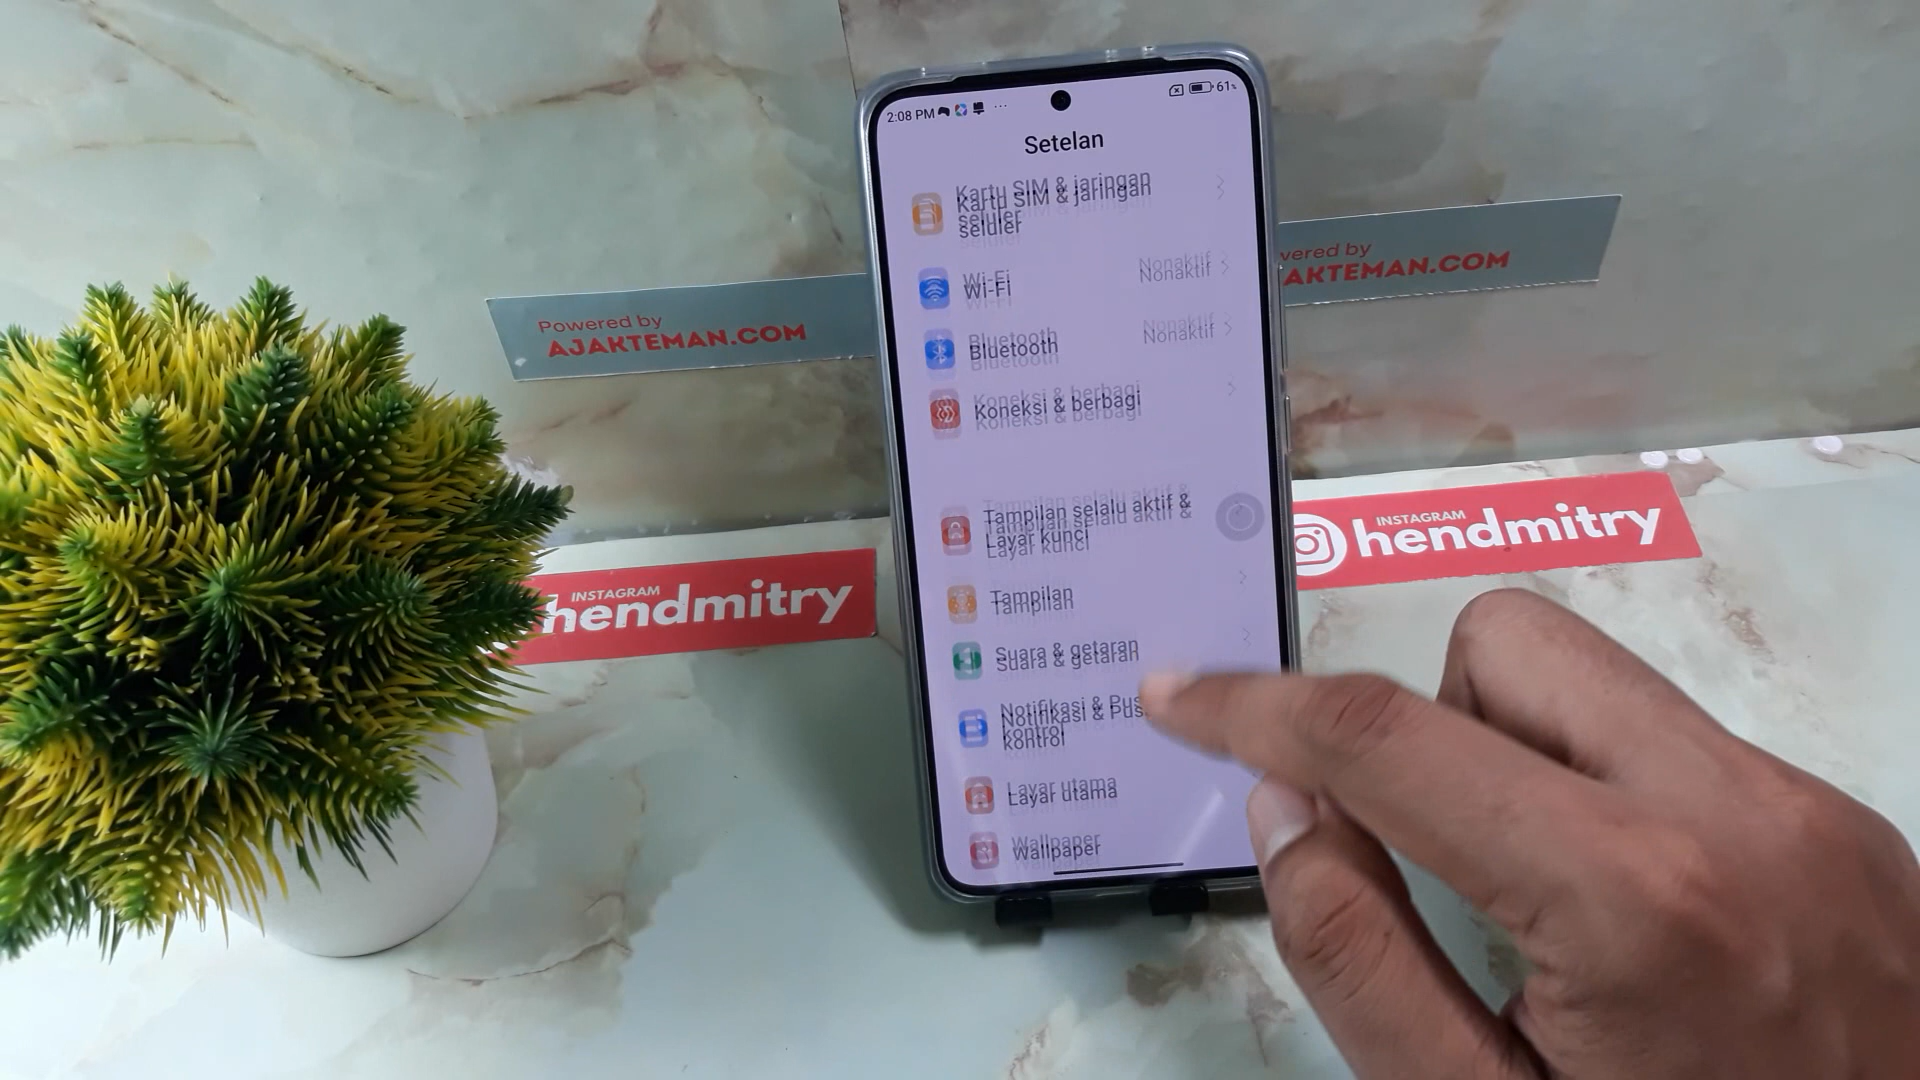 2:08 PM
61%
Setelan
Kartu SIM & jaringan
seluler
Wi-Fi
Nonaktif
Bluetooth
Nonaktif
Koneksi & berbagi
Tampilan selalu aktif &
Layar kunci
Tampilan
Suara & getaran
Notifikasi & Pus
kontrol
Layar utama
Wallpaper
Powered by
AJAKTEMAN.COM
wered by
JAKTEMAN.COM
INSTAGRAM
hendmitry
INSTAGRAM
hendmitry